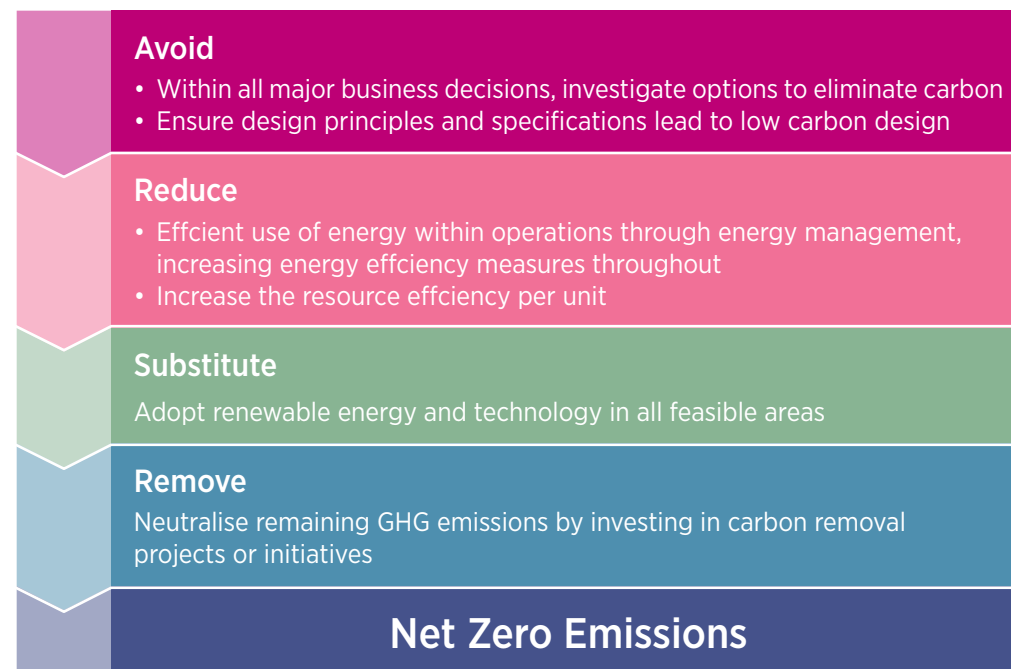 Avoid
• Within all major business decisions, investigate options to eliminate carbon
• Ensure design principles and specifications lead to low carbon design
Reduce
• Effcient use of energy within operations through energy management,
increasing energy effciency measures throughout
• Increase the resource effciency per unit
Substitute
Adopt renewable energy and technology in all feasible areas
Remove
Neutralise remaining GHG emissions by investing in carbon removal
projects or initiatives
Net Zero Emissions